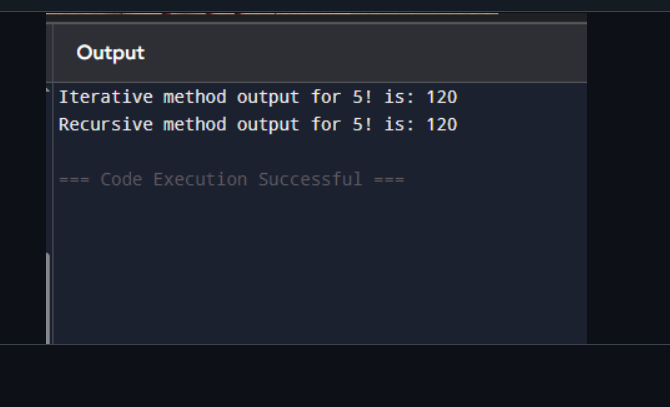 Output
Iterative method output for 5! is: 120
Recursive method output for 5! is: 120
=== Code Execution Successful ===